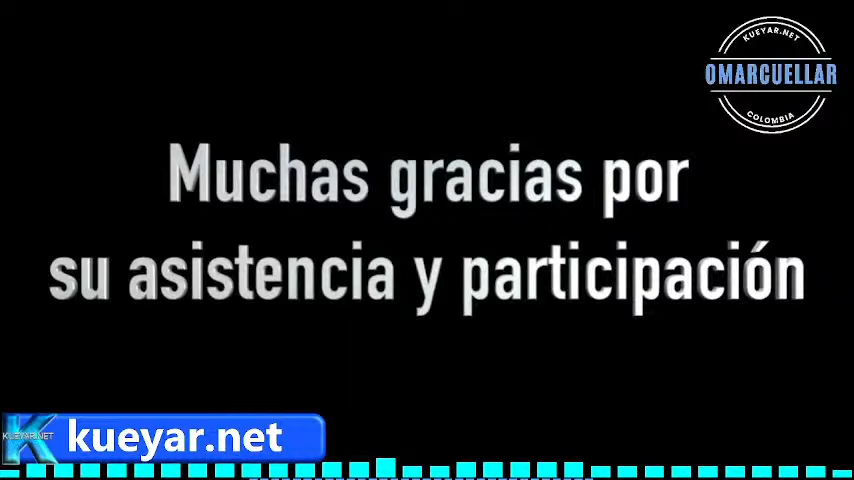 KUEYAR.NET
OMARCUELLAR
COLOMBIA
Muchas gracias por
su asistencia y participación
KUEYAR.NET
kueyar.net